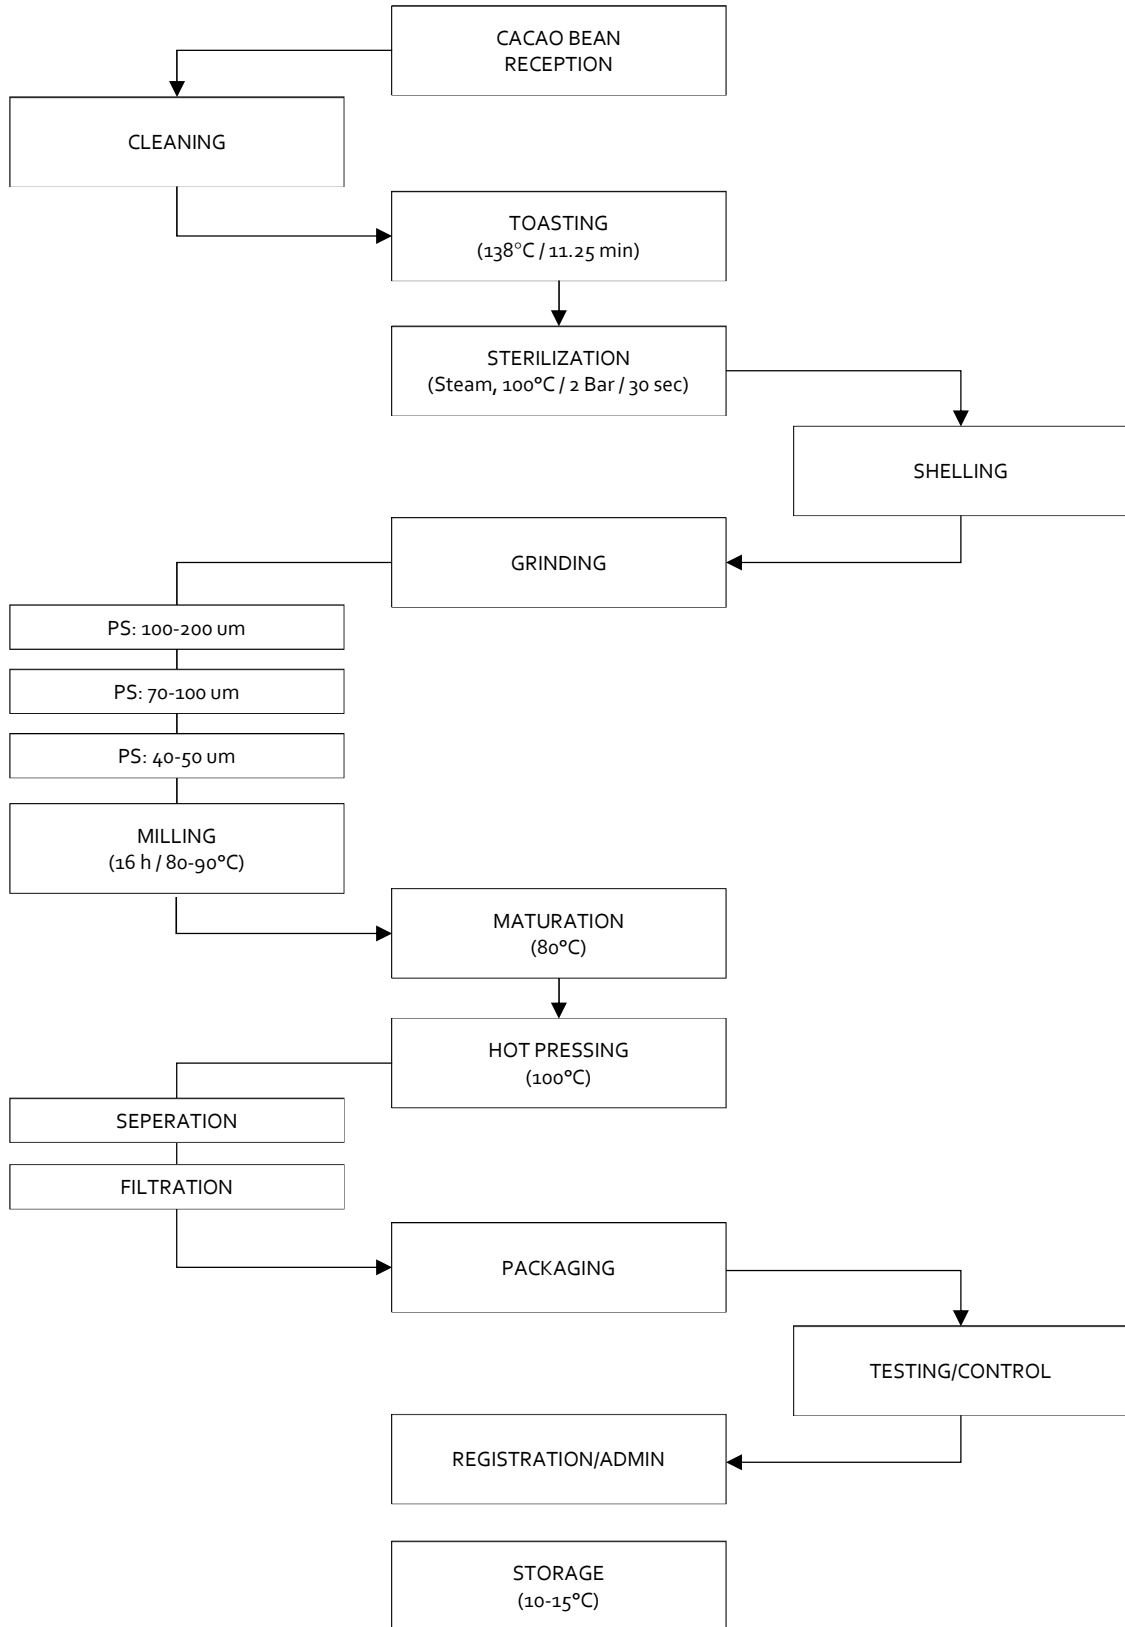 CACAO BEAN
RECEPTION
CLEANING
TOASTING
(138°C / 11.25 min)
STERILIZATION
(Steam, 100°C / 2 Bar / 30 sec)
SHELLING
GRINDING
PS: 100-200 um
PS: 70-100 um
PS: 40-50 um
MILLING
(16 h / 80-90°C)
MATURATION
(80°C)
HOT PRESSING
(100°C)
SEPERATION
FILTRATION
PACKAGING
TESTING/CONTROL
REGISTRATION/ADMIN
STORAGE
(10-15°C)